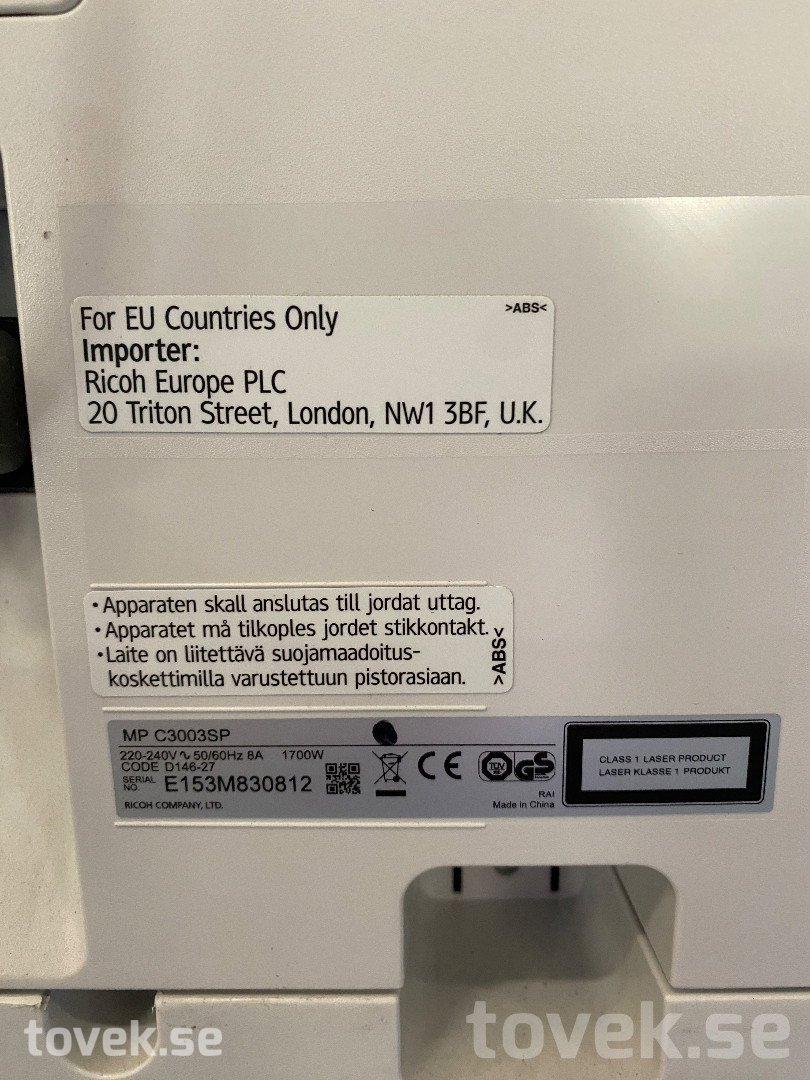 For EU Countries Only
>ABS<
Importer:
Ricoh Europe PLC
20 Triton Street, London, NW1 3BF, U.K.
・Apparaten skall anslutas till jordat uttag.
・Apparatet må tilkoples jordet stikkontakt.
・Laite on liitettävä suojamaadoitus-
koskettimilla varustettuun pistorasiaan.
>ABS<
MP C3003SP
220-240V ∿ 50/60Hz 8A 1700W
CODE D146-27
SERIAL NO. E153M830812
RICOH COMPANY, LTD.
CE
TÜV
GS
RAI
Made in China
CLASS 1 LASER PRODUCT
LASER KLASSE 1 PRODUKT
tovek.se
tovek.se